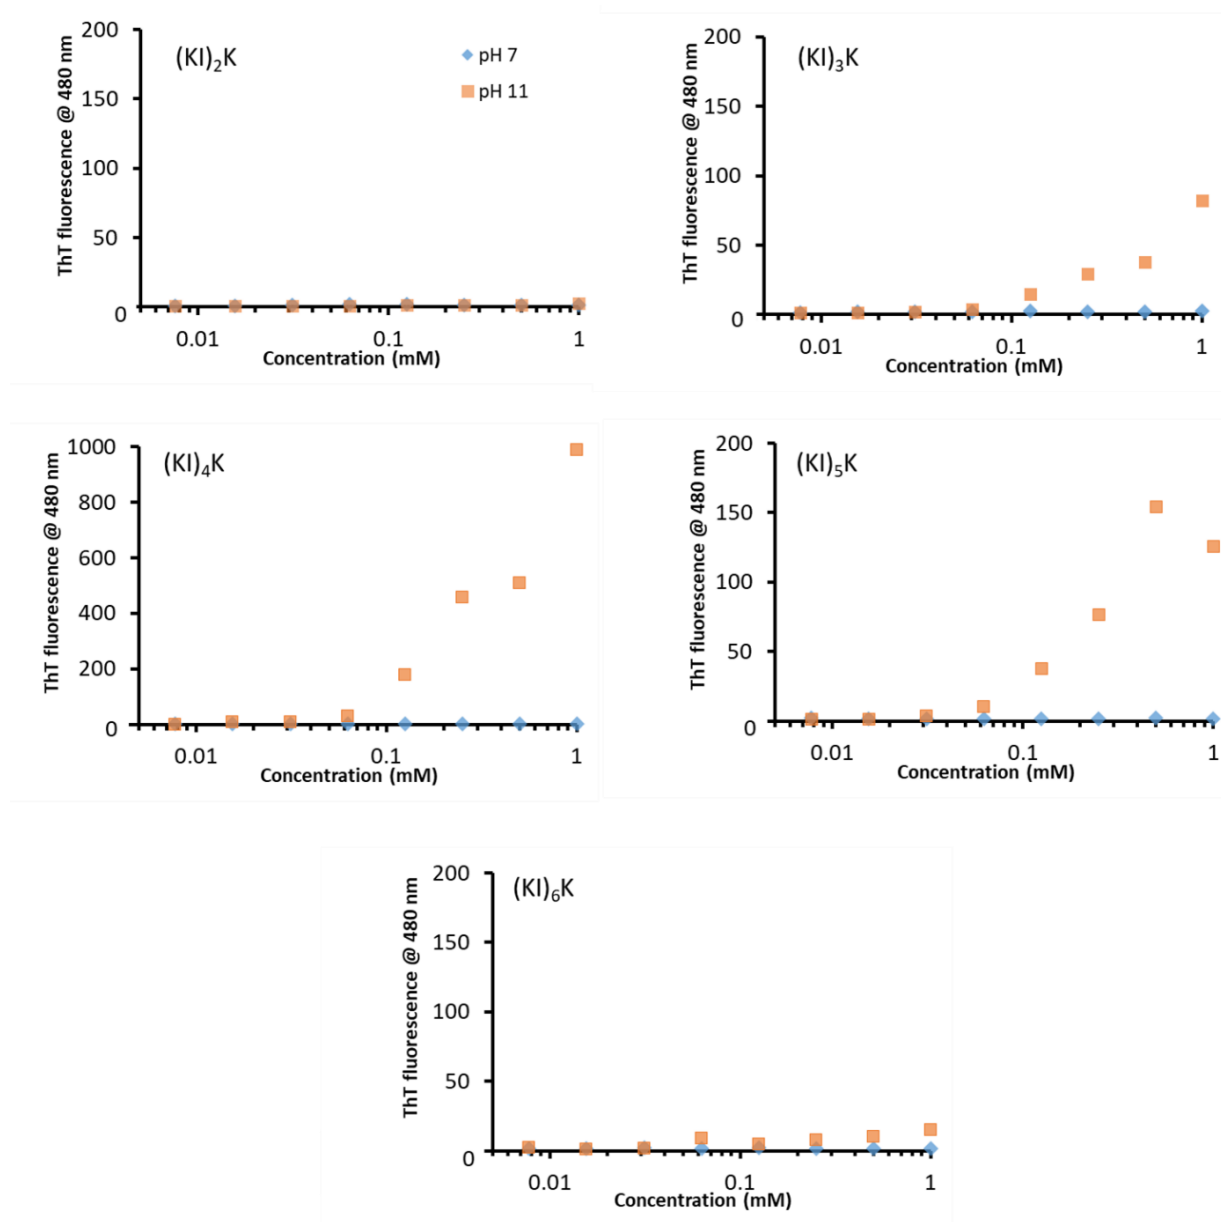 (KI)₂K
pH 7
pH 11
ThT fluorescence @ 480 nm
200
150
100
50
0
0.01
0.1
1
Concentration (mM)
(KI)₃K
ThT fluorescence @ 480 nm
200
150
100
50
0
0.01
0.1
1
Concentration (mM)
(KI)₄K
ThT fluorescence @ 480 nm
1000
800
600
400
200
0
0.01
0.1
1
Concentration (mM)
(KI)₅K
ThT fluorescence @ 480 nm
200
150
100
50
0
0.01
0.1
1
Concentration (mM)
(KI)₆K
ThT fluorescence @ 480 nm
200
150
100
50
0
0.01
0.1
1
Concentration (mM)